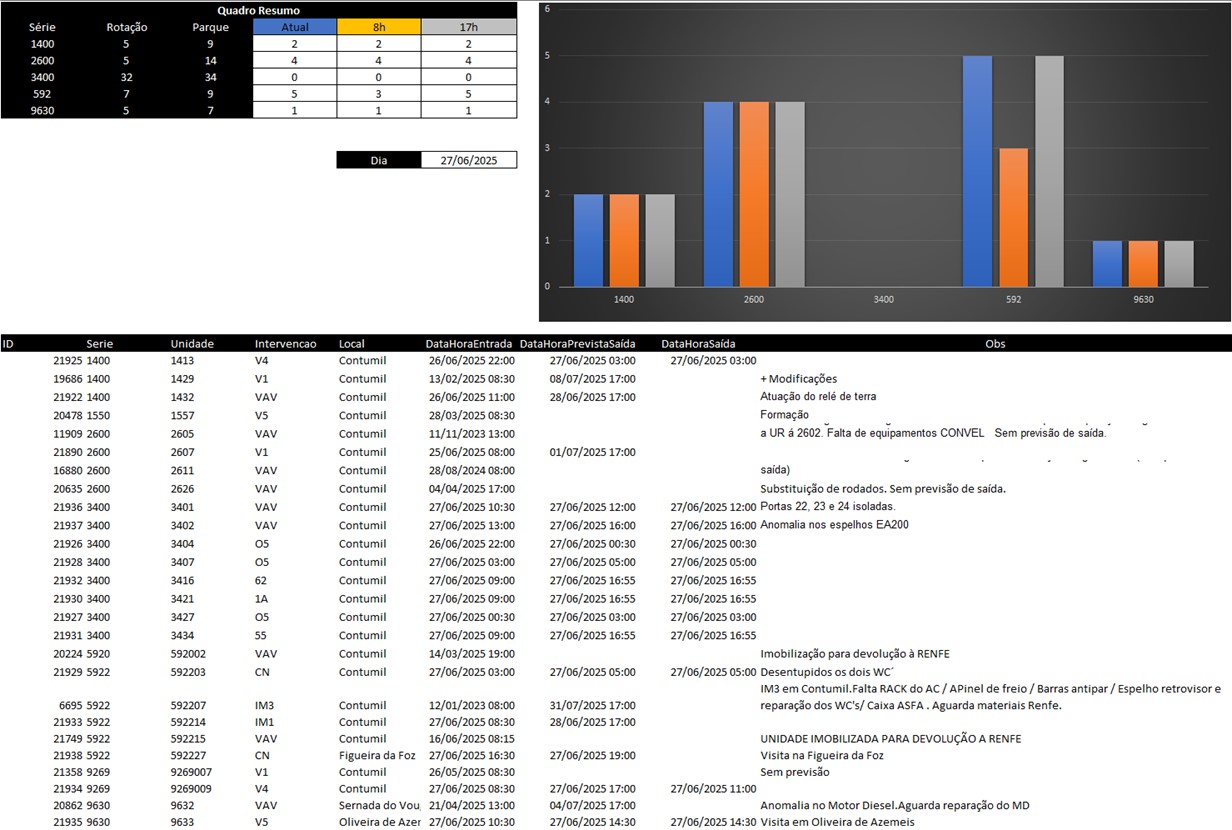 Quadro Resumo
Série Rotação Parque Atual 8h 17h
1400 5 9 2 2 2
2600 5 14 4 4 4
3400 32 34 0 0 0
592 7 9 5 3 5
9630 5 7 1 1 1
Dia 27/06/2025
6
5
4
3
2
1
0
1400 2600 3400 592 9630
ID Serie Unidade Intervencao Local DataHoraEntrada DataHoraPrevistaSaída DataHoraSaída Obs
21925 1400 1413 V4 Contumil 26/06/2025 22:00 27/06/2025 03:00 27/06/2025 03:00
19686 1400 1429 V1 Contumil 13/02/2025 08:30 08/07/2025 17:00 + Modificações
21922 1400 1432 VAV Contumil 26/06/2025 11:00 28/06/2025 17:00 Atuação do relé de terra
20478 1550 1557 V5 Contumil 28/03/2025 08:30 Formação
11909 2600 2605 VAV Contumil 11/11/2023 13:00 a UR á 2602. Falta de equipamentos CONVEL Sem previsão de saída.
21890 2600 2607 V1 Contumil 25/06/2025 08:00 01/07/2025 17:00
16880 2600 2611 VAV Contumil 28/08/2024 08:00 saída)
20635 2600 2626 VAV Contumil 04/04/2025 17:00 Substituição de rodados. Sem previsão de saída.
21936 3400 3401 VAV Contumil 27/06/2025 10:30 27/06/2025 12:00 27/06/2025 12:00 Portas 22, 23 e 24 isoladas.
21937 3400 3402 VAV Contumil 27/06/2025 13:00 27/06/2025 16:00 27/06/2025 16:00 Anomalia nos espelhos EA200
21926 3400 3404 O5 Contumil 26/06/2025 22:00 27/06/2025 00:30 27/06/2025 00:30
21928 3400 3407 O5 Contumil 27/06/2025 03:00 27/06/2025 05:00 27/06/2025 05:00
21932 3400 3416 62 Contumil 27/06/2025 09:00 27/06/2025 16:55 27/06/2025 16:55
21930 3400 3421 1A Contumil 27/06/2025 09:00 27/06/2025 16:55 27/06/2025 16:55
21927 3400 3427 O5 Contumil 27/06/2025 00:30 27/06/2025 03:00 27/06/2025 03:00
21931 3400 3434 55 Contumil 27/06/2025 09:00 27/06/2025 16:55 27/06/2025 16:55
20224 5920 592002 VAV Contumil 14/03/2025 19:00 Imobilização para devolução à RENFE
21929 5922 592203 CN Contumil 27/06/2025 03:00 27/06/2025 05:00 27/06/2025 05:00 Desentupidos os dois WC´
IM3 em Contumil.Falta RACK do AC / APinel de freio / Barras antipar / Espelho retrovisor e
6695 5922 592207 IM3 Contumil 12/01/2023 08:00 31/07/2025 17:00 reparação dos WC's/ Caixa ASFA . Aguarda materiais Renfe.
21933 5922 592214 IM1 Contumil 27/06/2025 08:30 28/06/2025 17:00
21749 5922 592215 VAV Contumil 16/06/2025 08:15 UNIDADE IMOBILIZADA PARA DEVOLUÇÃO A RENFE
21938 5922 592227 CN Figueira da Foz 27/06/2025 16:30 27/06/2025 19:00 Visita na Figueira da Foz
21358 9269 9269007 V1 Contumil 26/05/2025 08:30 Sem previsão
21934 9269 9269009 V4 Contumil 27/06/2025 08:30 27/06/2025 17:00 27/06/2025 11:00
20862 9630 9632 VAV Sernada do Vou 21/04/2025 13:00 04/07/2025 17:00 Anomalia no Motor Diesel.Aguarda reparação do MD
21935 9630 9633 V5 Oliveira de Azer 27/06/2025 10:30 27/06/2025 14:30 27/06/2025 14:30 Visita em Oliveira de Azemeis